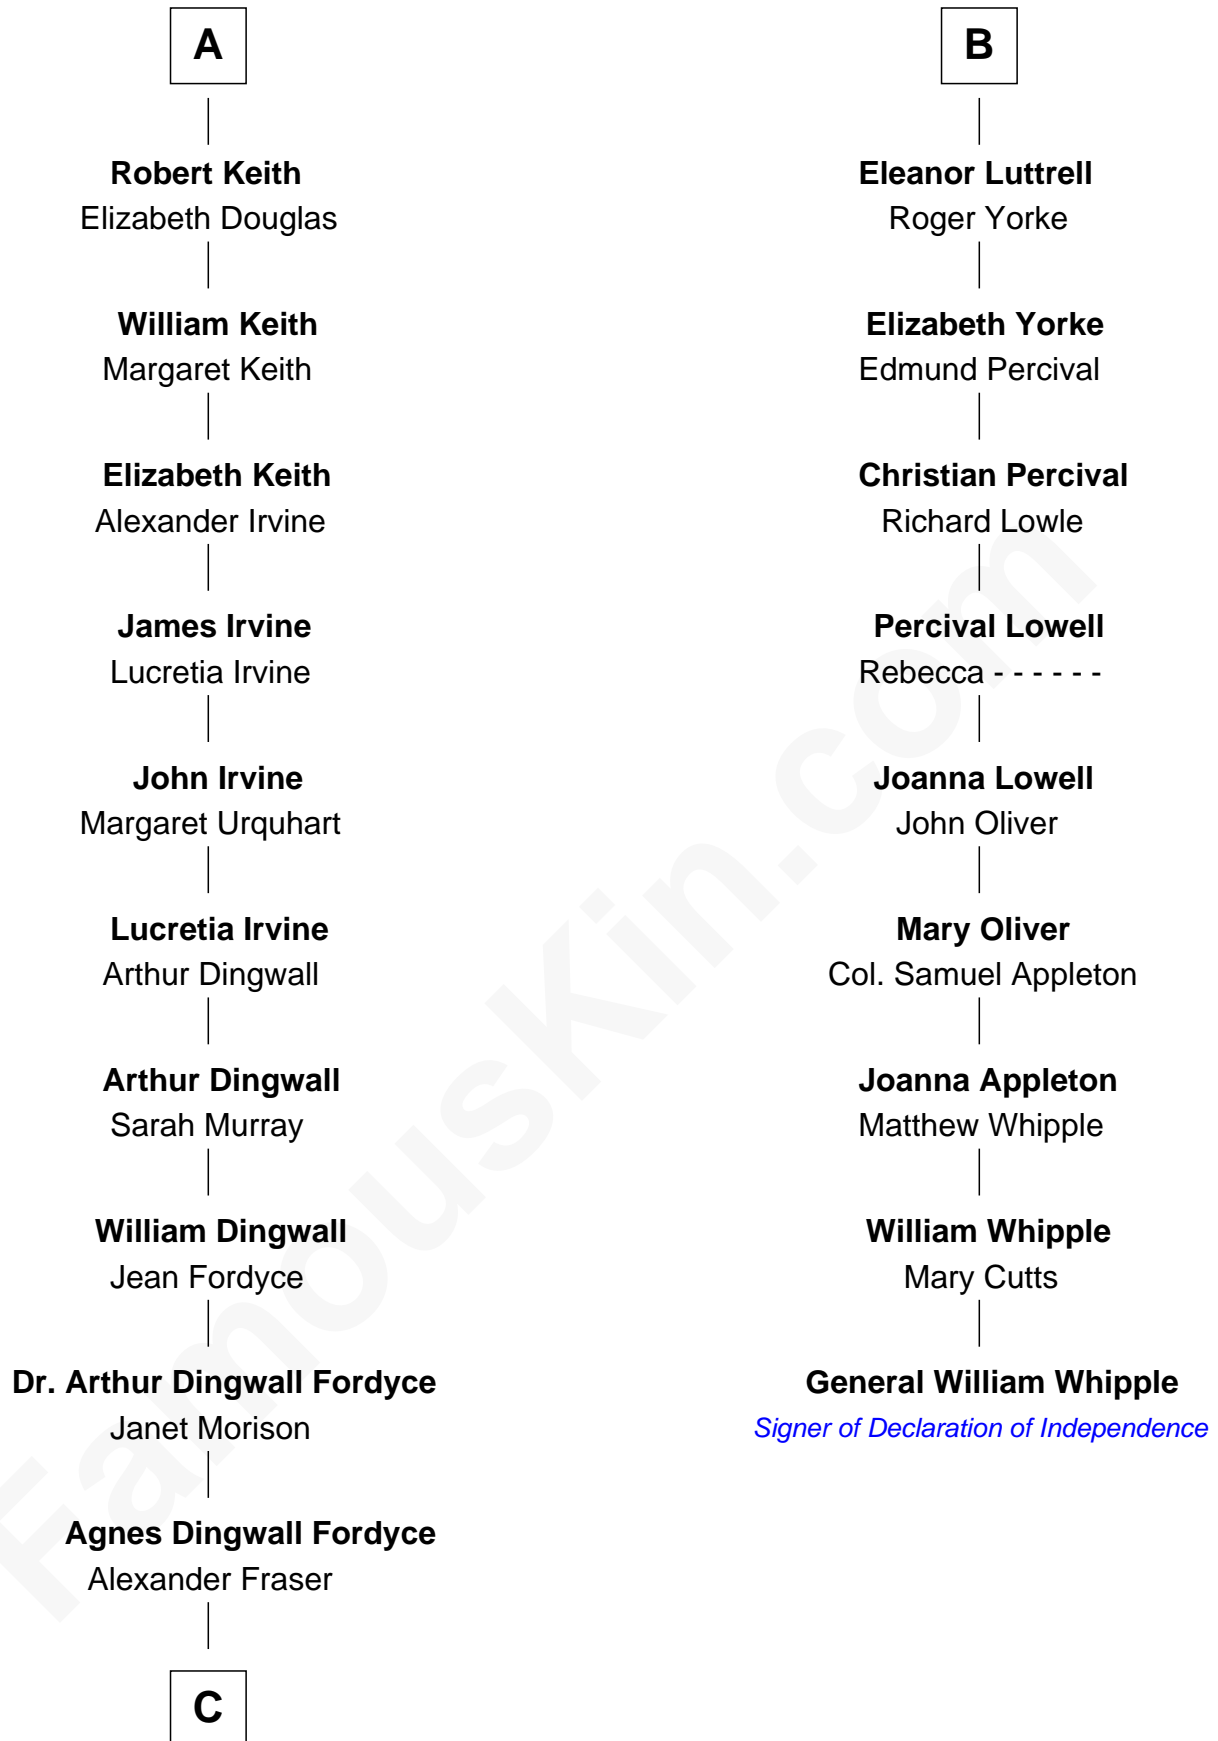 A
Robert Keith
Elizabeth Douglas
William Keith
Margaret Keith
Elizabeth Keith
Alexander Irvine
James Irvine
Lucretia Irvine
John Irvine
Margaret Urquhart
Lucretia Irvine
Arthur Dingwall
Arthur Dingwall
Sarah Murray
William Dingwall
Jean Fordyce
Dr. Arthur Dingwall Fordyce
Janet Morison
Agnes Dingwall Fordyce
Alexander Fraser
C
B
Eleanor Luttrell
Roger Yorke
Elizabeth Yorke
Edmund Percival
Christian Percival
Richard Lowle
Percival Lowell
Rebecca - - - - - -
Joanna Lowell
John Oliver
Mary Oliver
Col. Samuel Appleton
Joanna Appleton
Matthew Whipple
William Whipple
Mary Cutts
General William Whipple
Signer of Declaration of Independence
FamousKin.com